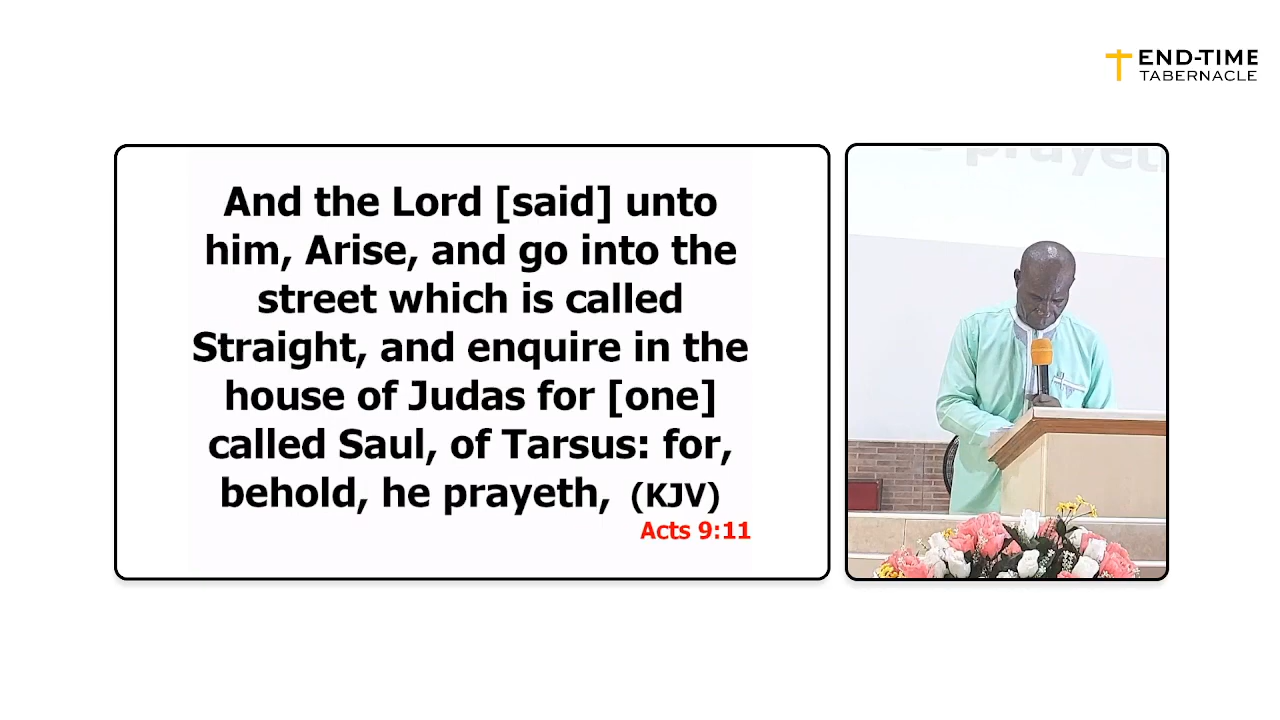 END-TIME
TABERNACLE
And the Lord [said] unto
him, Arise, and go into the
street which is called
Straight, and enquire in the
house of Judas for [one]
called Saul, of Tarsus: for,
behold, he prayeth, (KJV)
Acts 9:11
prayeth